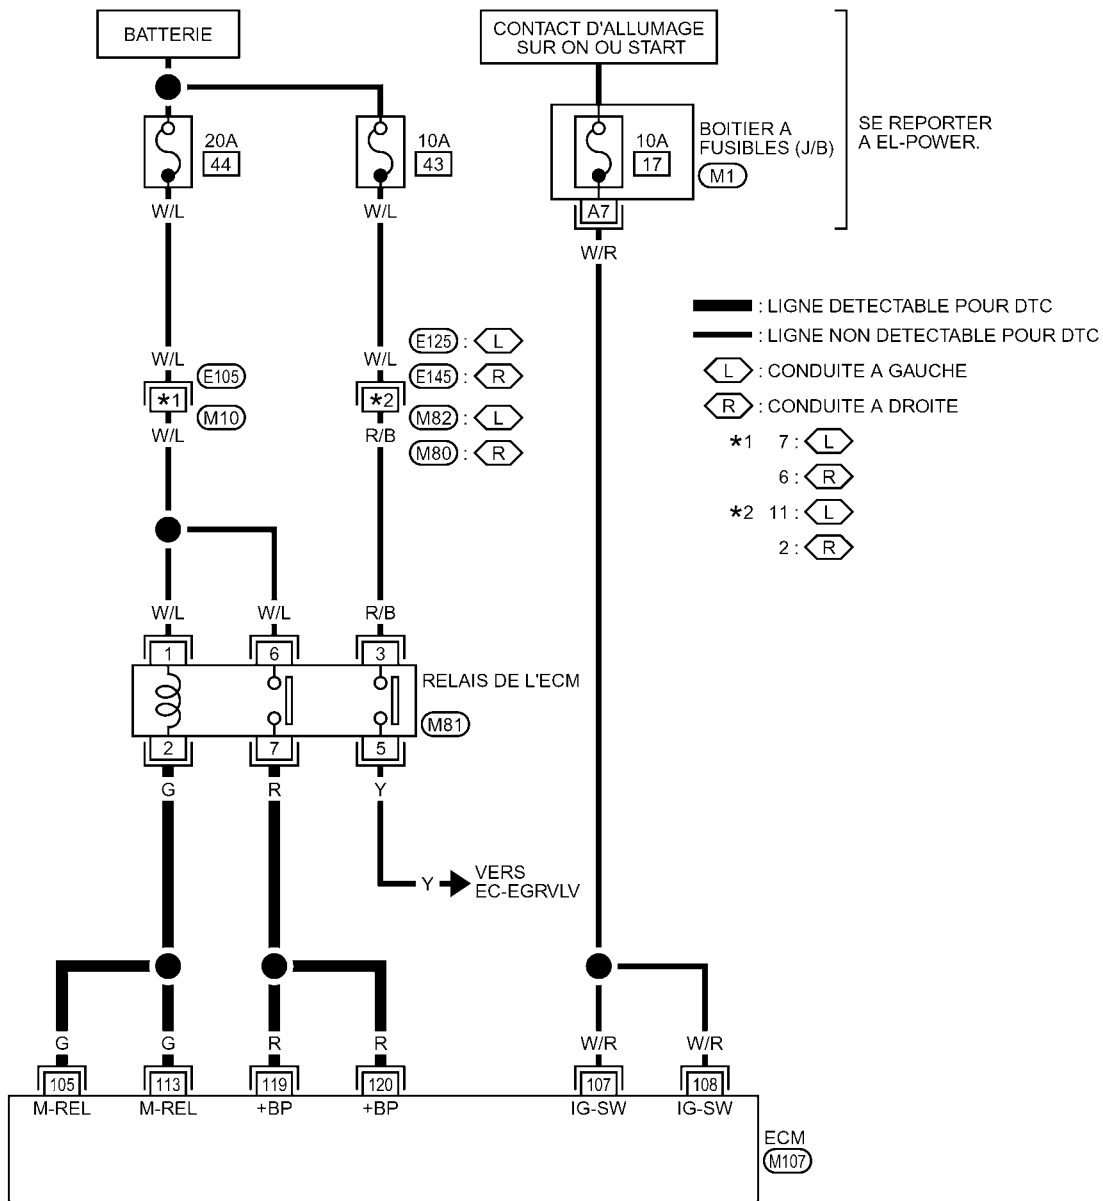 BATTERIE
CONTACT D'ALLUMAGE
SUR ON OU START
20A
44
10A
43
10A
17
BOITIER A
FUSIBLES (J/B)
M1
SE REPORTER
A EL-POWER.
W/L
W/L
A7
W/R
: LIGNE DETECTABLE POUR DTC
: LIGNE NON DETECTABLE POUR DTC
L : CONDUITE A GAUCHE
R : CONDUITE A DROITE
*1 7 : L
6 : R
*2 11 : L
2 : R
W/L
E105
*1
M10
W/L
W/L
*2
R/B
E125 : L
E145 : R
M82 : L
M80 : R
W/L
W/L
R/B
1
6
3
RELAIS DE L'ECM
M81
2
7
5
G
R
Y
Y
VERS
EC-EGRVLV
G
G
R
R
W/R
W/R
105
113
119
120
107
108
M-REL
M-REL
+BP
+BP
IG-SW
IG-SW
ECM
M107